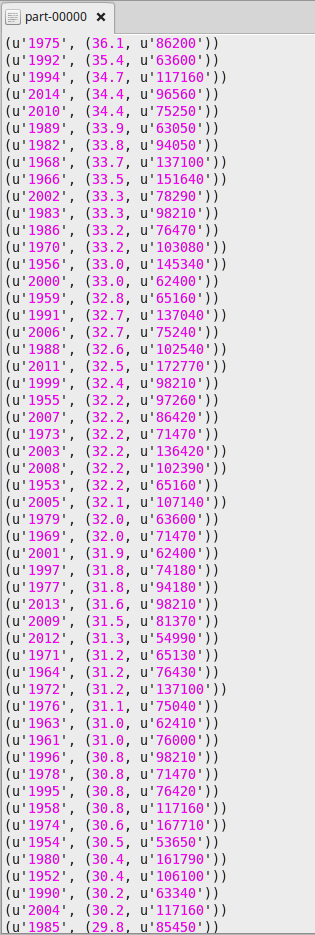 part-00000 ×
(u'1975', (36.1, u'86200'))
(u'1992', (35.4, u'63600'))
(u'1994', (34.7, u'117160'))
(u'2014', (34.4, u'96560'))
(u'2010', (34.4, u'75250'))
(u'1989', (33.9, u'63050'))
(u'1982', (33.8, u'94050'))
(u'1968', (33.7, u'137100'))
(u'1966', (33.5, u'151640'))
(u'2002', (33.3, u'78290'))
(u'1983', (33.3, u'98210'))
(u'1986', (33.2, u'76470'))
(u'1970', (33.2, u'103080'))
(u'1956', (33.0, u'145340'))
(u'2000', (33.0, u'62400'))
(u'1959', (32.8, u'65160'))
(u'1991', (32.7, u'137040'))
(u'2006', (32.7, u'75240'))
(u'1988', (32.6, u'102540'))
(u'2011', (32.5, u'172770'))
(u'1999', (32.4, u'98210'))
(u'1955', (32.2, u'97260'))
(u'2007', (32.2, u'86420'))
(u'1973', (32.2, u'71470'))
(u'2003', (32.2, u'136420'))
(u'2008', (32.2, u'102390'))
(u'1953', (32.2, u'65160'))
(u'2005', (32.1, u'107140'))
(u'1979', (32.0, u'63600'))
(u'1969', (32.0, u'71470'))
(u'2001', (31.9, u'62400'))
(u'1997', (31.8, u'74180'))
(u'1977', (31.8, u'94180'))
(u'2013', (31.6, u'98210'))
(u'2009', (31.5, u'81370'))
(u'2012', (31.3, u'54990'))
(u'1971', (31.2, u'65130'))
(u'1964', (31.2, u'76430'))
(u'1972', (31.2, u'137100'))
(u'1976', (31.1, u'75040'))
(u'1963', (31.0, u'62410'))
(u'1961', (31.0, u'76000'))
(u'1996', (30.8, u'98210'))
(u'1978', (30.8, u'71470'))
(u'1995', (30.8, u'76420'))
(u'1958', (30.8, u'117160'))
(u'1974', (30.6, u'167710'))
(u'1954', (30.5, u'53650'))
(u'1980', (30.4, u'161790'))
(u'1952', (30.4, u'106100'))
(u'1990', (30.2, u'63340'))
(u'2004', (30.2, u'117160'))
(u'1985', (29.8, u'85450'))